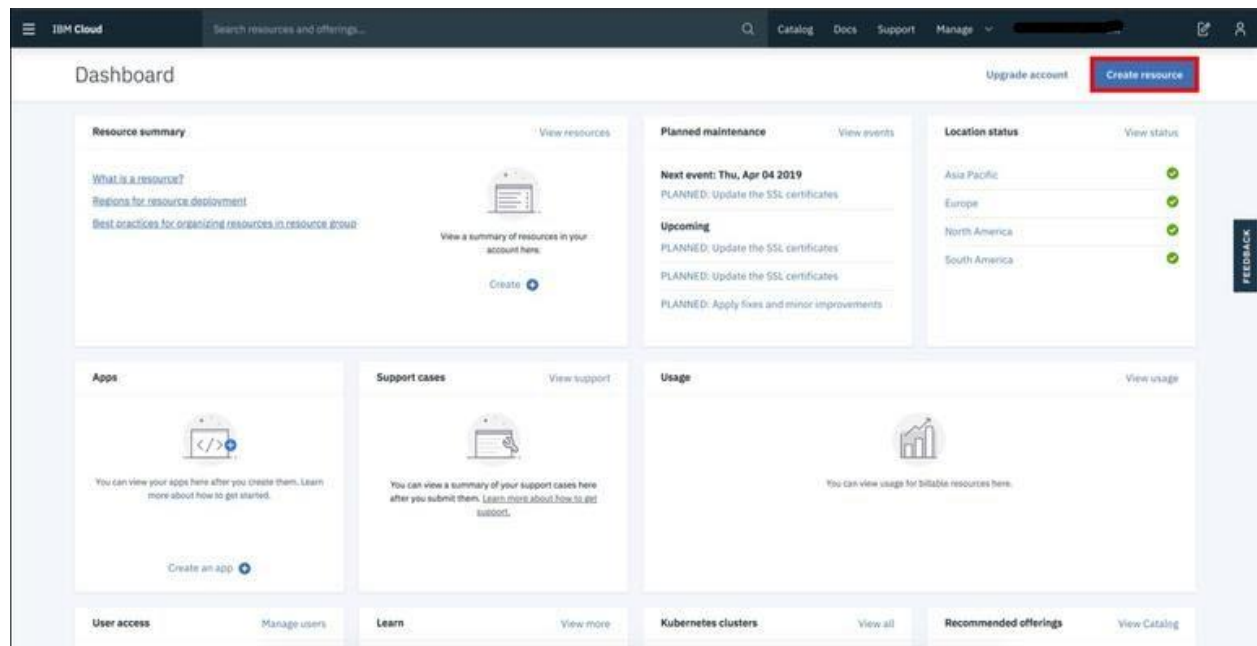 IBM Cloud
Search resources and offerings...
Catalog
Docs
Support
Manage
Dashboard
Upgrade account
Create resource
Resource summary
View resources
What is a resource?
Regions for resource deployment
Best practices for organizing resources in resource group
View a summary of resources in your
account here.
Create
Planned maintenance
View events
Next event: Thu, Apr 04 2019
PLANNED: Update the SSL certificates
Upcoming
PLANNED: Update the SSL certificates
PLANNED: Update the SSL certificates
PLANNED: Apply fixes and minor improvements
Location status
View status
Asia Pacific
Europe
North America
South America
FEEDBACK
Apps
You can view your apps here after you create them. Learn
more about how to get started.
Create an app
Support cases
View support
You can view a summary of your support cases here
after you submit them. Learn more about how to get
support.
Usage
View usage
You can view usage for billable resources here.
User access
Manage users
Learn
View more
Kubernetes clusters
View all
Recommended offerings
View Catalog